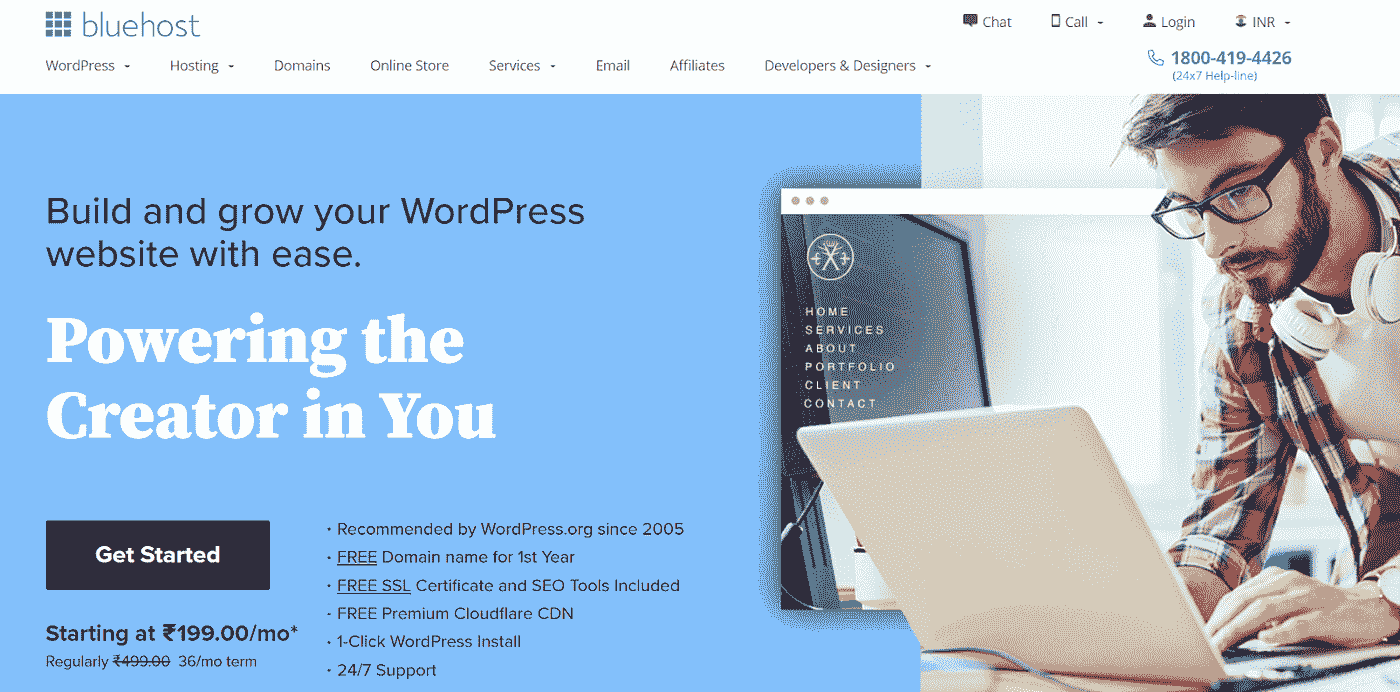 bluehost
Chat
Call
Login
INR
WordPress
Hosting
Domains
Online Store
Services
Email
Affiliates
Developers & Designers
1800-419-4426
(24x7 Help-line)
Build and grow your WordPress
website with ease.
Powering the
Creator in You
Get Started
Starting at ₹199.00/mo*
Regularly ₹499.00 36/mo term
· Recommended by WordPress.org since 2005
· FREE Domain name for 1st Year
· FREE SSL Certificate and SEO Tools Included
· FREE Premium Cloudflare CDN
· 1-Click WordPress Install
· 24/7 Support
HOME
SERVICES
ABOUT
PORTFOLIO
CLIENT
CONTACT